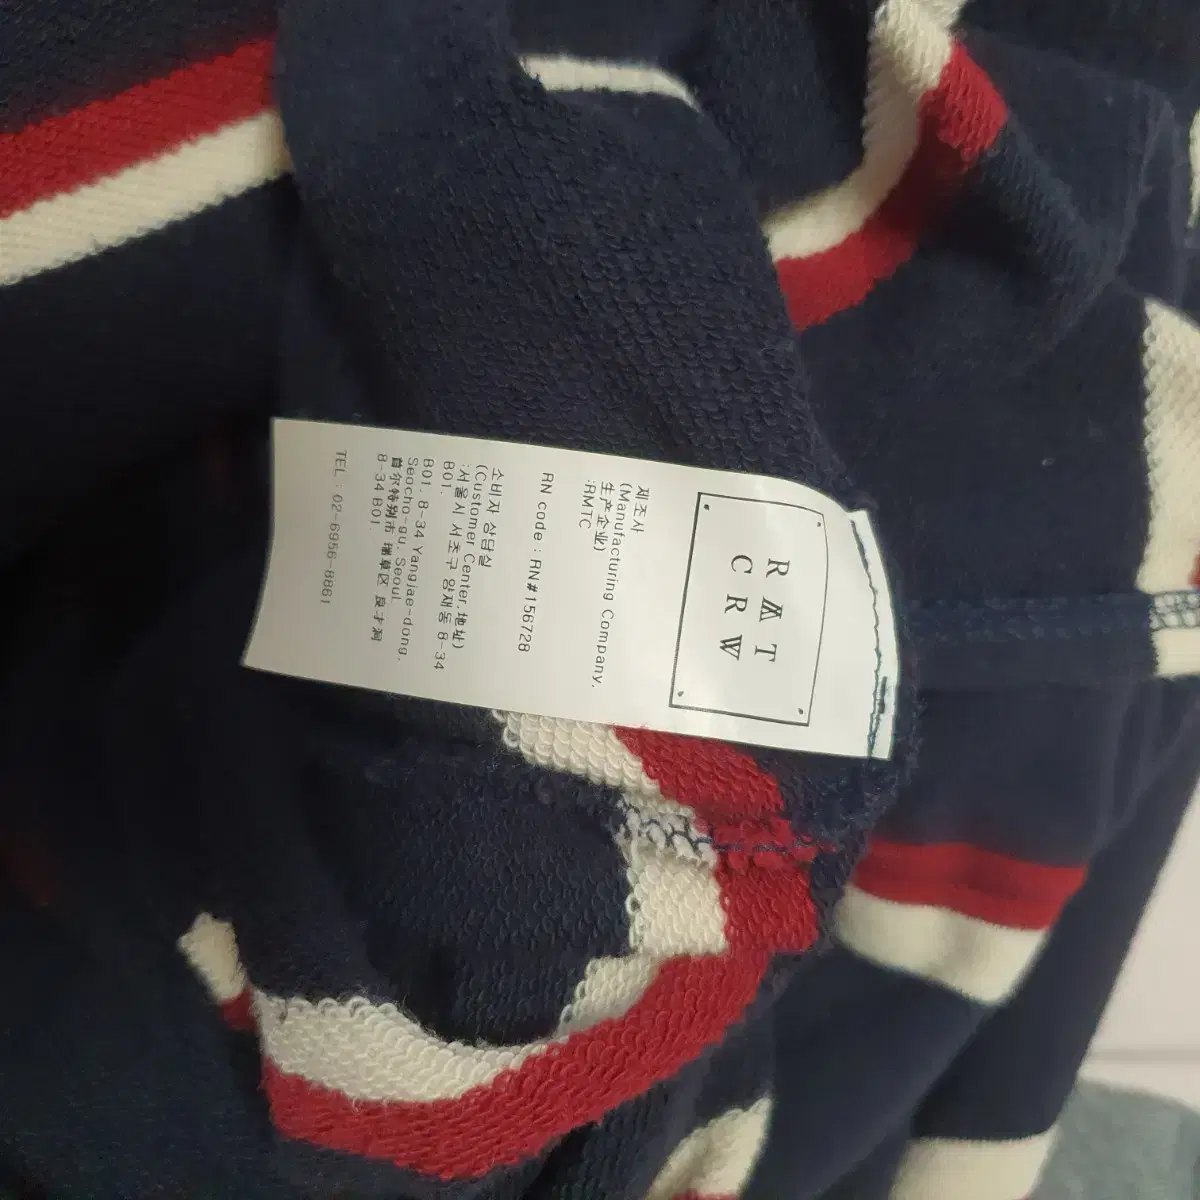 RMT
CRW
제조사
(Manufacturing Company,
生产企业)
:RMTC
RN code : RN#156728
소비자 상담실
(Customer Center,地址)
:서울시 서초구 양재동 8-34
B01.
B01, 8-34 Yangjae-dong,
Seocho-gu, Seoul
首尔特别市 瑞草区 良才洞
8-34 B01.
TEL : 02-6956-8861